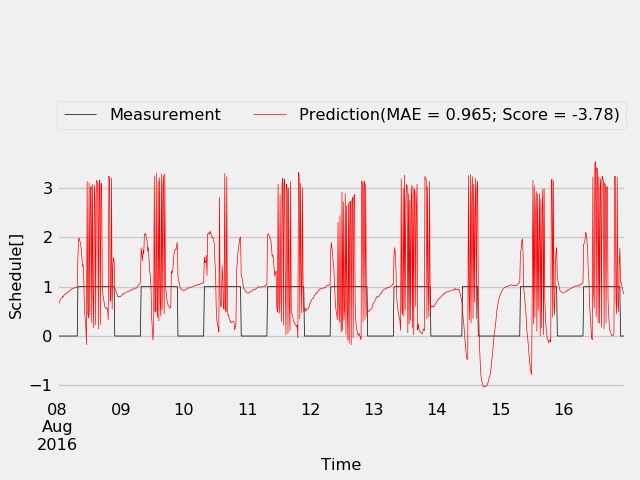 Measurement Prediction(MAE = 0.965; Score = -3.78)
3
2
1
0
−1
Schedule[]
08 09 10 11 12 13 14 15 16
Aug
2016
Time